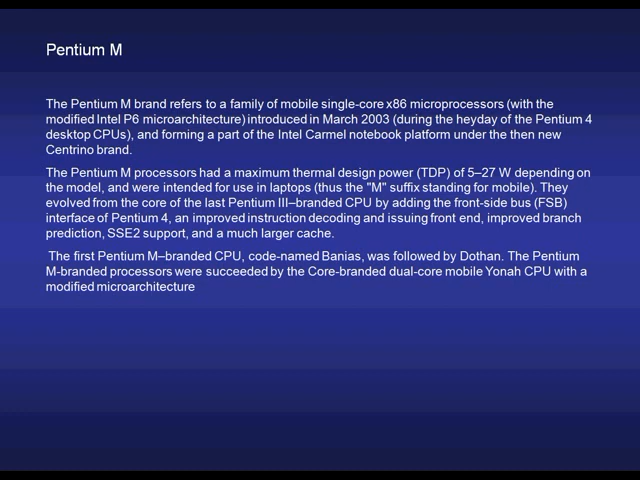 Pentium M
The Pentium M brand refers to a family of mobile single-core x86 microprocessors (with the
modified Intel P6 microarchitecture) introduced in March 2003 (during the heyday of the Pentium 4
desktop CPUs), and forming a part of the Intel Carmel notebook platform under the then new
Centrino brand.
The Pentium M processors had a maximum thermal design power (TDP) of 5–27 W depending on
the model, and were intended for use in laptops (thus the "M" suffix standing for mobile). They
evolved from the core of the last Pentium III–branded CPU by adding the front-side bus (FSB)
interface of Pentium 4, an improved instruction decoding and issuing front end, improved branch
prediction, SSE2 support, and a much larger cache.
The first Pentium M–branded CPU, code-named Banias, was followed by Dothan. The Pentium
M-branded processors were succeeded by the Core-branded dual-core mobile Yonah CPU with a
modified microarchitecture